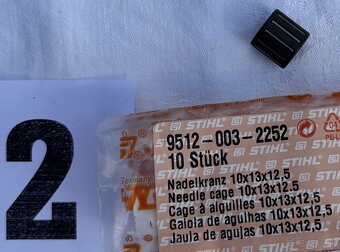 2
9512-003-2252
10 Stück
Nadelkranz 10x13x12,5
Needle cage 10x13x12.5
Cage à aiguilles 10x13x12,5
Gaiola de agulhas 10x13x12,5
Jaula de agujas 10x13x12,5
STIHL
Germany